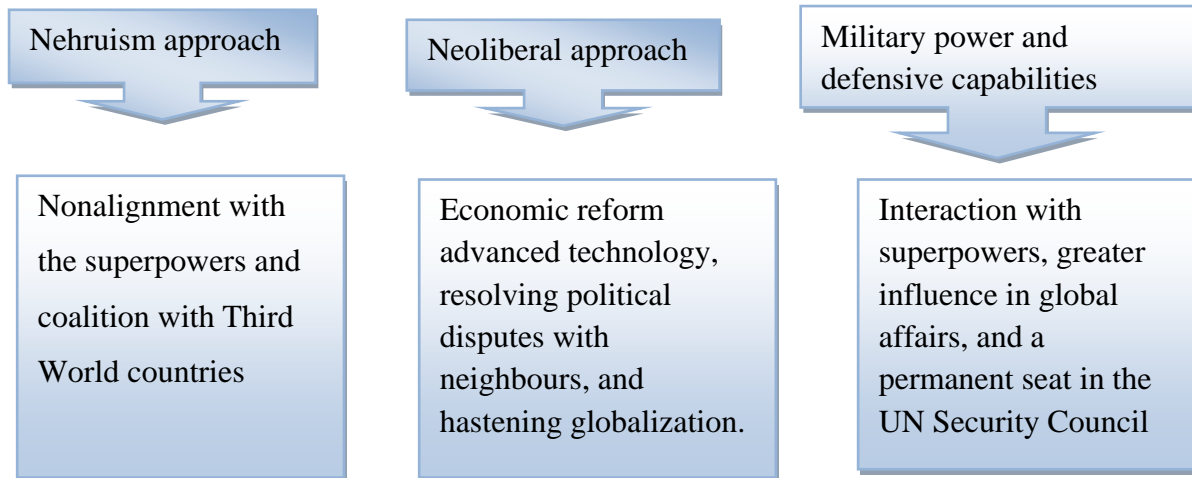 Nehruism approach
Nonalignment with
the superpowers and
coalition with Third
World countries
Neoliberal approach
Economic reform
advanced technology,
resolving political
disputes with
neighbours, and
hastening globalization.
Military power and
defensive capabilities
Interaction with
superpowers, greater
influence in global
affairs, and a
permanent seat in the
UN Security Council